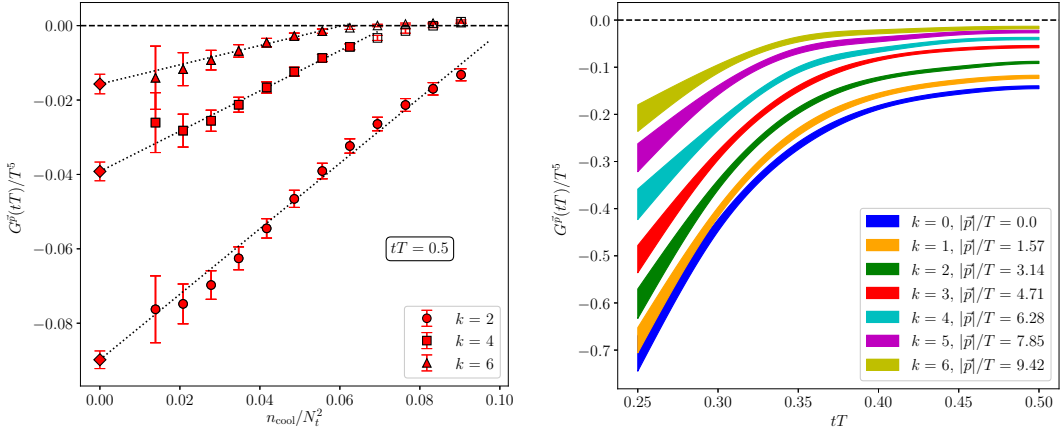 0.00
−0.02
−0.04
−0.06
−0.08
G^{\vec{p}}(tT)/T^5
tT = 0.5
k = 2
k = 4
k = 6
0.00 0.02 0.04 0.06 0.08 0.10
n_cool/N_t^2
0.0
−0.1
−0.2
−0.3
−0.4
−0.5
−0.6
−0.7
G^{\vec{p}}(tT)/T^5
k = 0, |\vec{p}|/T = 0.0
k = 1, |\vec{p}|/T = 1.57
k = 2, |\vec{p}|/T = 3.14
k = 3, |\vec{p}|/T = 4.71
k = 4, |\vec{p}|/T = 6.28
k = 5, |\vec{p}|/T = 7.85
k = 6, |\vec{p}|/T = 9.42
0.25 0.30 0.35 0.40 0.45 0.50
tT